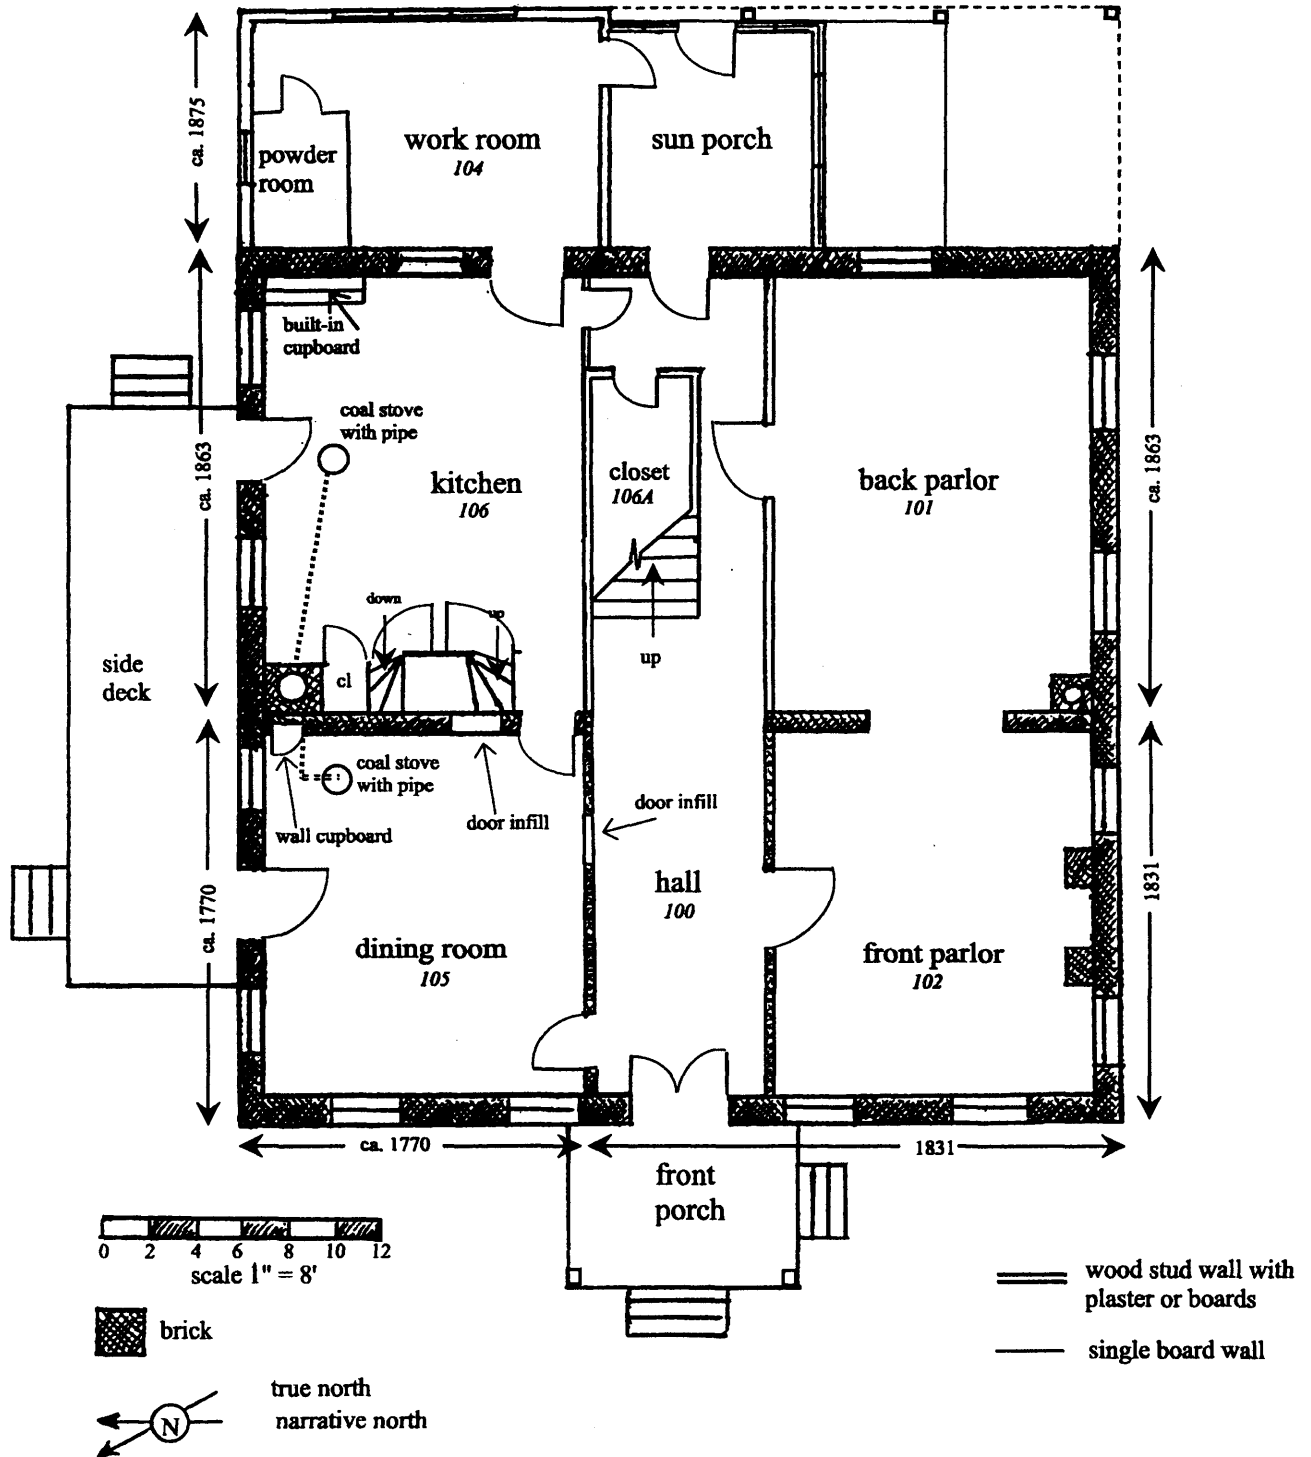 ca. 1875
work room
104
sun porch
powder
room
built-in
cupboard
coal stove
with pipe
ca. 1863
kitchen
106
closet
106A
back parlor
101
ca. 1863
down
up
up
cl
side
deck
coal stove
with pipe
wall cupboard
door infill
door infill
hall
100
1831
ca. 1770
dining room
105
front parlor
102
ca. 1770
1831
front
porch
0 2 4 6 8 10 12
scale 1" = 8'
brick
wood stud wall with
plaster or boards
single board wall
true north
narrative north
N